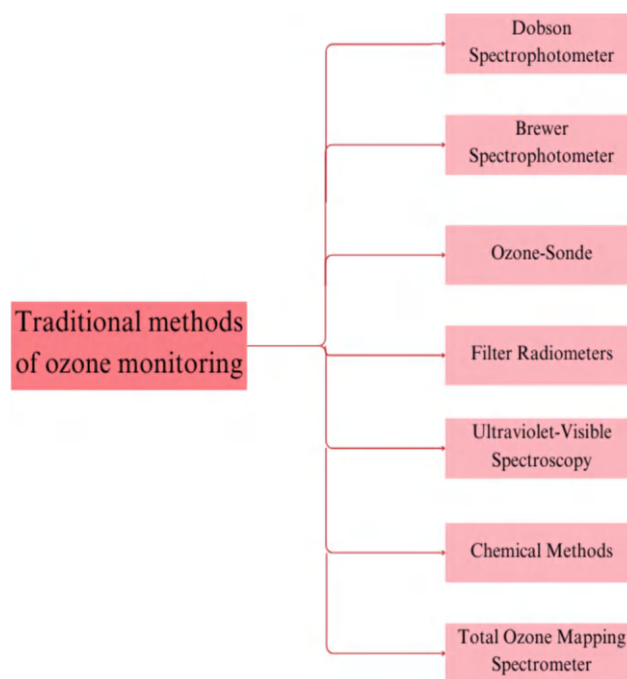 Dobson
Spectrophotometer
Brewer
Spectrophotometer
Ozone-Sonde
Traditional methods
of ozone monitoring
Filter Radiometers
Ultraviolet-Visible
Spectroscopy
Chemical Methods
Total Ozone Mapping
Spectrometer